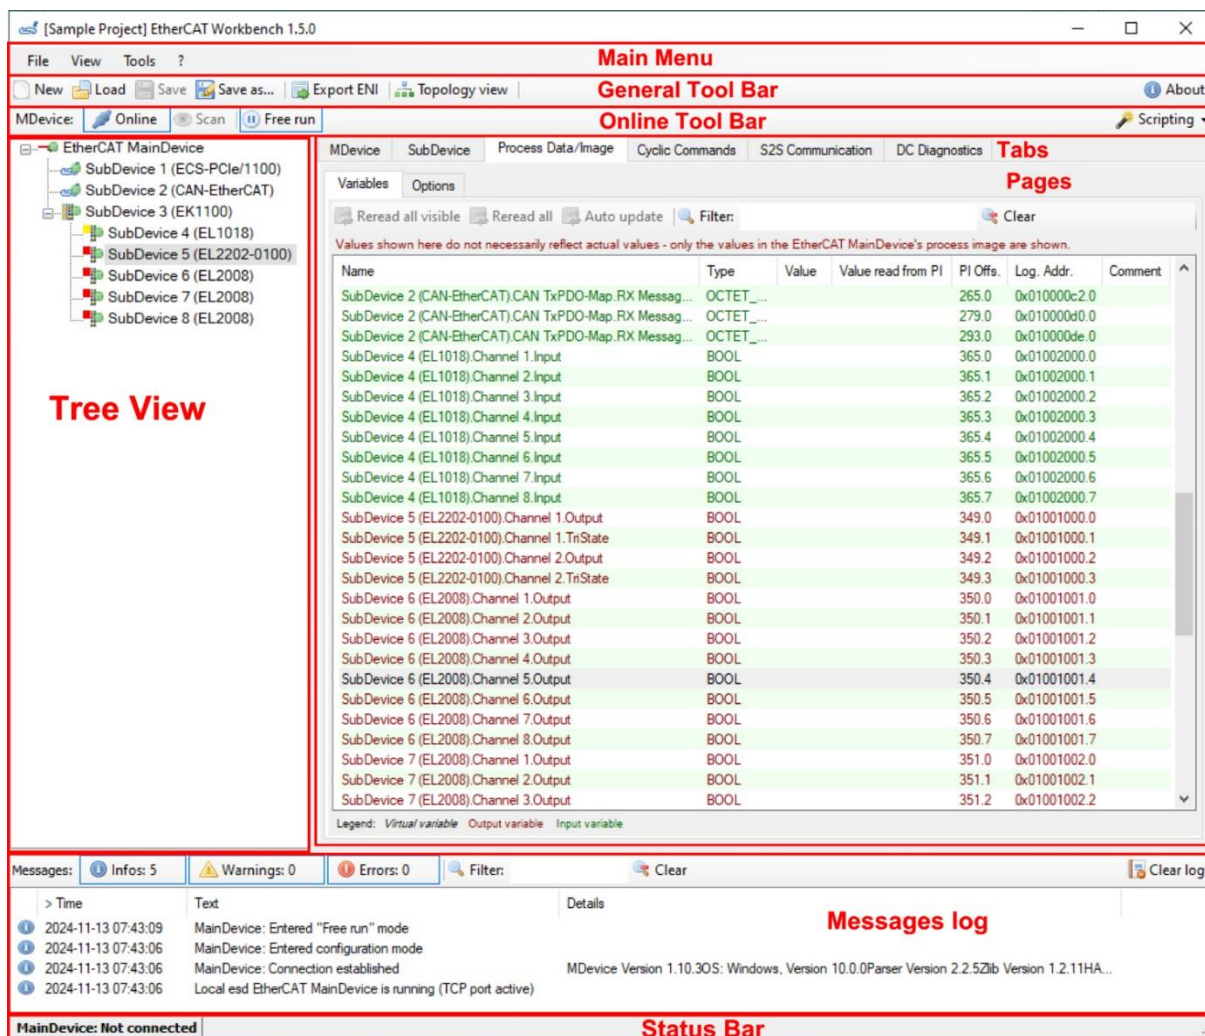 [Sample Project] EtherCAT Workbench 1.5.0
File View Tools ? Main Menu
New Load Save Save as... Export ENI Topology view General Tool Bar About
MDevice: Online Scan Free run Online Tool Bar Scripting
EtherCAT MainDevice
SubDevice 1 (ECS-PCIe/1100)
SubDevice 2 (CAN-EtherCAT)
SubDevice 3 (EK1100)
SubDevice 4 (EL1018)
SubDevice 5 (EL2202-0100)
SubDevice 6 (EL2008)
SubDevice 7 (EL2008)
SubDevice 8 (EL2008)
Tree View
MDevice SubDevice Process Data/Image Cyclic Commands S2S Communication DC Diagnostics Tabs
Variables Options Pages
Reread all visible Reread all Auto update Filter: Clear
Values shown here do not necessarily reflect actual values - only the values in the EtherCAT MainDevice's process image are shown.
Name Type Value Value read from PI PI Offs. Log. Addr. Comment
SubDevice 2 (CAN-EtherCAT).CAN TxPDO-Map.RX Messag... OCTET_... 265.0 0x010000c2.0
SubDevice 2 (CAN-EtherCAT).CAN TxPDO-Map.RX Messag... OCTET_... 279.0 0x010000d0.0
SubDevice 2 (CAN-EtherCAT).CAN TxPDO-Map.RX Messag... OCTET_... 293.0 0x010000de.0
SubDevice 4 (EL1018).Channel 1.Input BOOL 365.0 0x01002000.0
SubDevice 4 (EL1018).Channel 2.Input BOOL 365.1 0x01002000.1
SubDevice 4 (EL1018).Channel 3.Input BOOL 365.2 0x01002000.2
SubDevice 4 (EL1018).Channel 4.Input BOOL 365.3 0x01002000.3
SubDevice 4 (EL1018).Channel 5.Input BOOL 365.4 0x01002000.4
SubDevice 4 (EL1018).Channel 6.Input BOOL 365.5 0x01002000.5
SubDevice 4 (EL1018).Channel 7.Input BOOL 365.6 0x01002000.6
SubDevice 4 (EL1018).Channel 8.Input BOOL 365.7 0x01002000.7
SubDevice 5 (EL2202-0100).Channel 1.Output BOOL 349.0 0x01001000.0
SubDevice 5 (EL2202-0100).Channel 1.TriState BOOL 349.1 0x01001000.1
SubDevice 5 (EL2202-0100).Channel 2.Output BOOL 349.2 0x01001000.2
SubDevice 5 (EL2202-0100).Channel 2.TriState BOOL 349.3 0x01001000.3
SubDevice 6 (EL2008).Channel 1.Output BOOL 350.0 0x01001001.0
SubDevice 6 (EL2008).Channel 2.Output BOOL 350.1 0x01001001.1
SubDevice 6 (EL2008).Channel 3.Output BOOL 350.2 0x01001001.2
SubDevice 6 (EL2008).Channel 4.Output BOOL 350.3 0x01001001.3
SubDevice 6 (EL2008).Channel 5.Output BOOL 350.4 0x01001001.4
SubDevice 6 (EL2008).Channel 6.Output BOOL 350.5 0x01001001.5
SubDevice 6 (EL2008).Channel 7.Output BOOL 350.6 0x01001001.6
SubDevice 6 (EL2008).Channel 8.Output BOOL 350.7 0x01001001.7
SubDevice 7 (EL2008).Channel 1.Output BOOL 351.0 0x01001002.0
SubDevice 7 (EL2008).Channel 2.Output BOOL 351.1 0x01001002.1
SubDevice 7 (EL2008).Channel 3.Output BOOL 351.2 0x01001002.2
Legend: Virtual variable Output variable Input variable
Messages: Infos: 5 Warnings: 0 Errors: 0 Filter: Clear Clear log
> Time Text Details
Messages log
2024-11-13 07:43:09 MainDevice: Entered "Free run" mode
2024-11-13 07:43:06 MainDevice: Entered configuration mode
2024-11-13 07:43:06 MainDevice: Connection established MDevice Version 1.10.3OS: Windows, Version 10.0.0Parser Version 2.2.5Zlib Version 1.2.11HA...
2024-11-13 07:43:06 Local esd EtherCAT MainDevice is running (TCP port active)
MainDevice: Not connected Status Bar